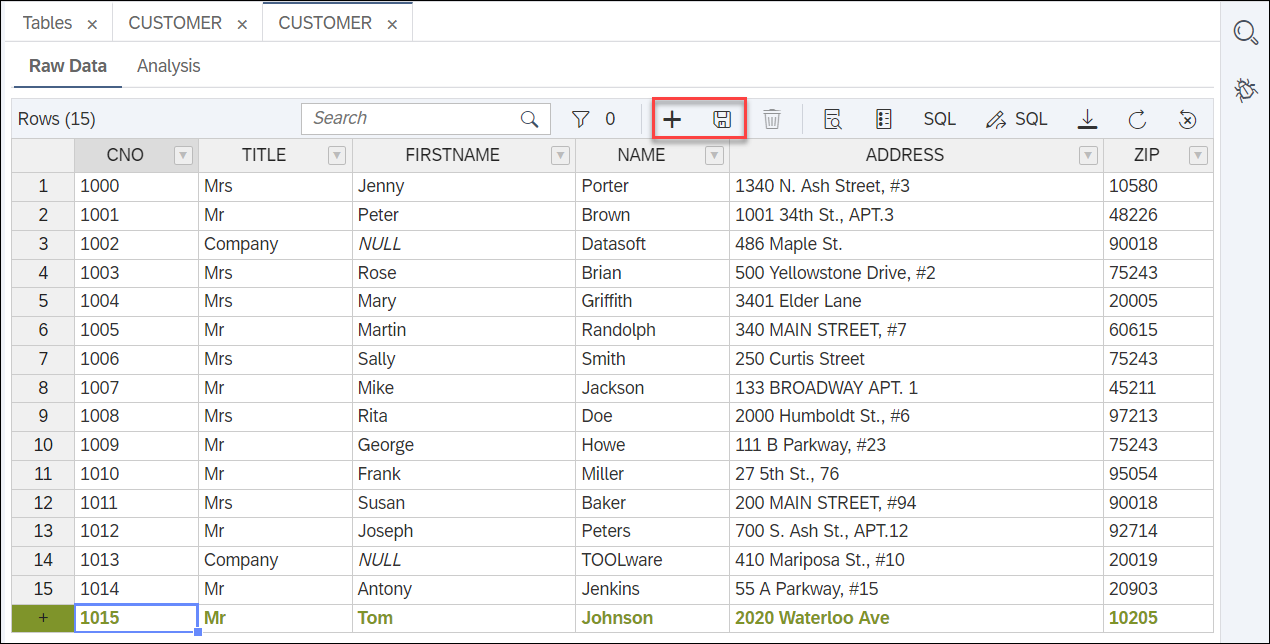 Tables × CUSTOMER × CUSTOMER ×
Raw Data Analysis
Rows (15) Search 0 SQL SQL
CNO TITLE FIRSTNAME NAME ADDRESS ZIP
1 1000 Mrs Jenny Porter 1340 N. Ash Street, #3 10580
2 1001 Mr Peter Brown 1001 34th St., APT.3 48226
3 1002 Company NULL Datasoft 486 Maple St. 90018
4 1003 Mrs Rose Brian 500 Yellowstone Drive, #2 75243
5 1004 Mrs Mary Griffith 3401 Elder Lane 20005
6 1005 Mr Martin Randolph 340 MAIN STREET, #7 60615
7 1006 Mrs Sally Smith 250 Curtis Street 75243
8 1007 Mr Mike Jackson 133 BROADWAY APT. 1 45211
9 1008 Mrs Rita Doe 2000 Humboldt St., #6 97213
10 1009 Mr George Howe 111 B Parkway, #23 75243
11 1010 Mr Frank Miller 27 5th St., 76 95054
12 1011 Mrs Susan Baker 200 MAIN STREET, #94 90018
13 1012 Mr Joseph Peters 700 S. Ash St., APT.12 92714
14 1013 Company NULL TOOLware 410 Mariposa St., #10 20019
15 1014 Mr Antony Jenkins 55 A Parkway, #15 20903
+ 1015 Mr Tom Johnson 2020 Waterloo Ave 10205